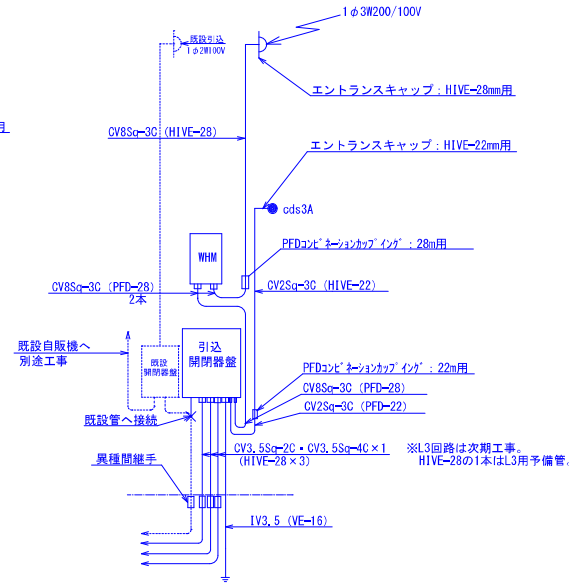 1φ3W200/100V
既設引込
1φ2W100V
エントランスキャップ：HIVE-28mm用
用
CV8Sq-3C (HIVE-28)
エントランスキャップ：HIVE-22mm用
cds3A
WHM
PFDｺﾝﾋﾞﾈｰｼｮﾝｶｯﾌﾟｲﾝｸﾞ：28m用
CV8Sq-3C (PFD-28)
2本
CV2Sq-3C (HIVE-22)
引込
開閉器盤
既設自販機へ
別途工事
既設
開閉器盤
PFDｺﾝﾋﾞﾈｰｼｮﾝｶｯﾌﾟｲﾝｸﾞ：22m用
CV8Sq-3C (PFD-28)
CV2Sq-3C (PFD-22)
既設管へ接続
CV3.5Sq-2C・CV3.5Sq-4C×1
(HIVE-28×3)
※L3回路は次期工事。
HIVE-28の1本はL3用予備管。
異種間継手
IV3.5 (VE-16)